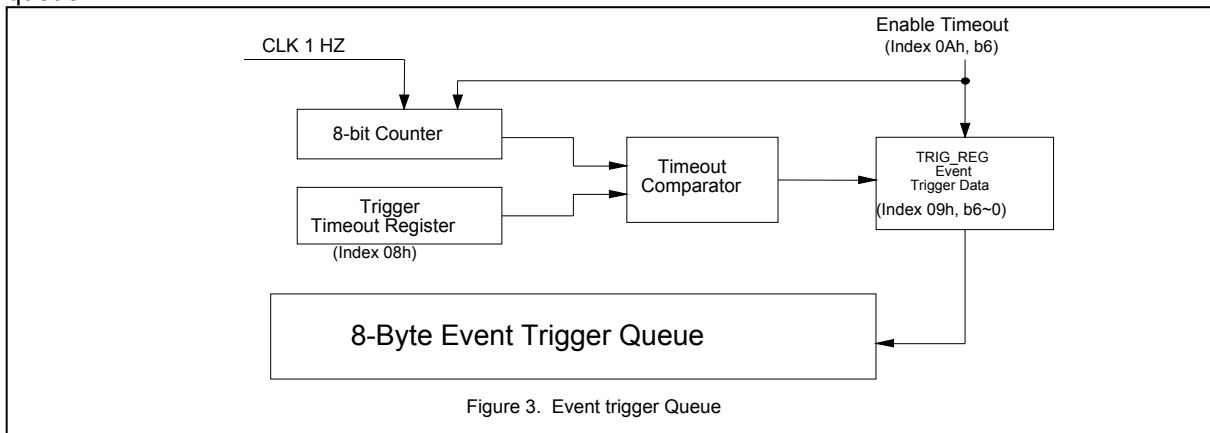 CLK 1 HZ
Enable Timeout
(Index 0Ah, b6)
8-bit Counter
Trigger
Timeout Register
(Index 08h)
Timeout
Comparator
TRIG_REG
Event
Trigger Data
(Index 09h, b6~0)
8-Byte Event Trigger Queue
Figure 3. Event trigger Queue